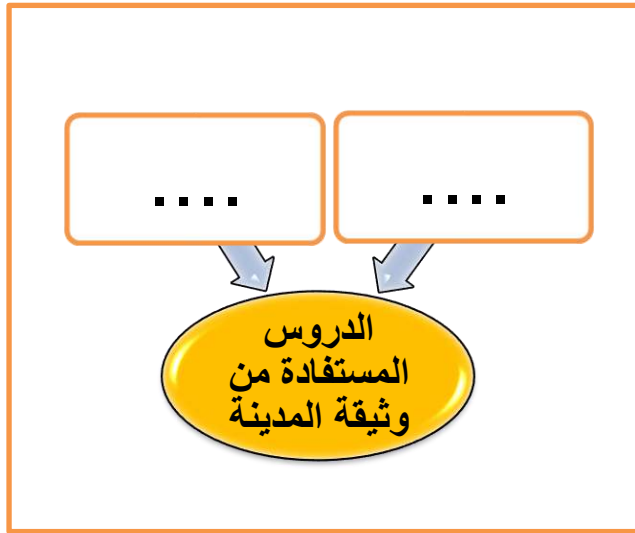 ....
....
الدروس
المستفادة من
وثيقة المدينة